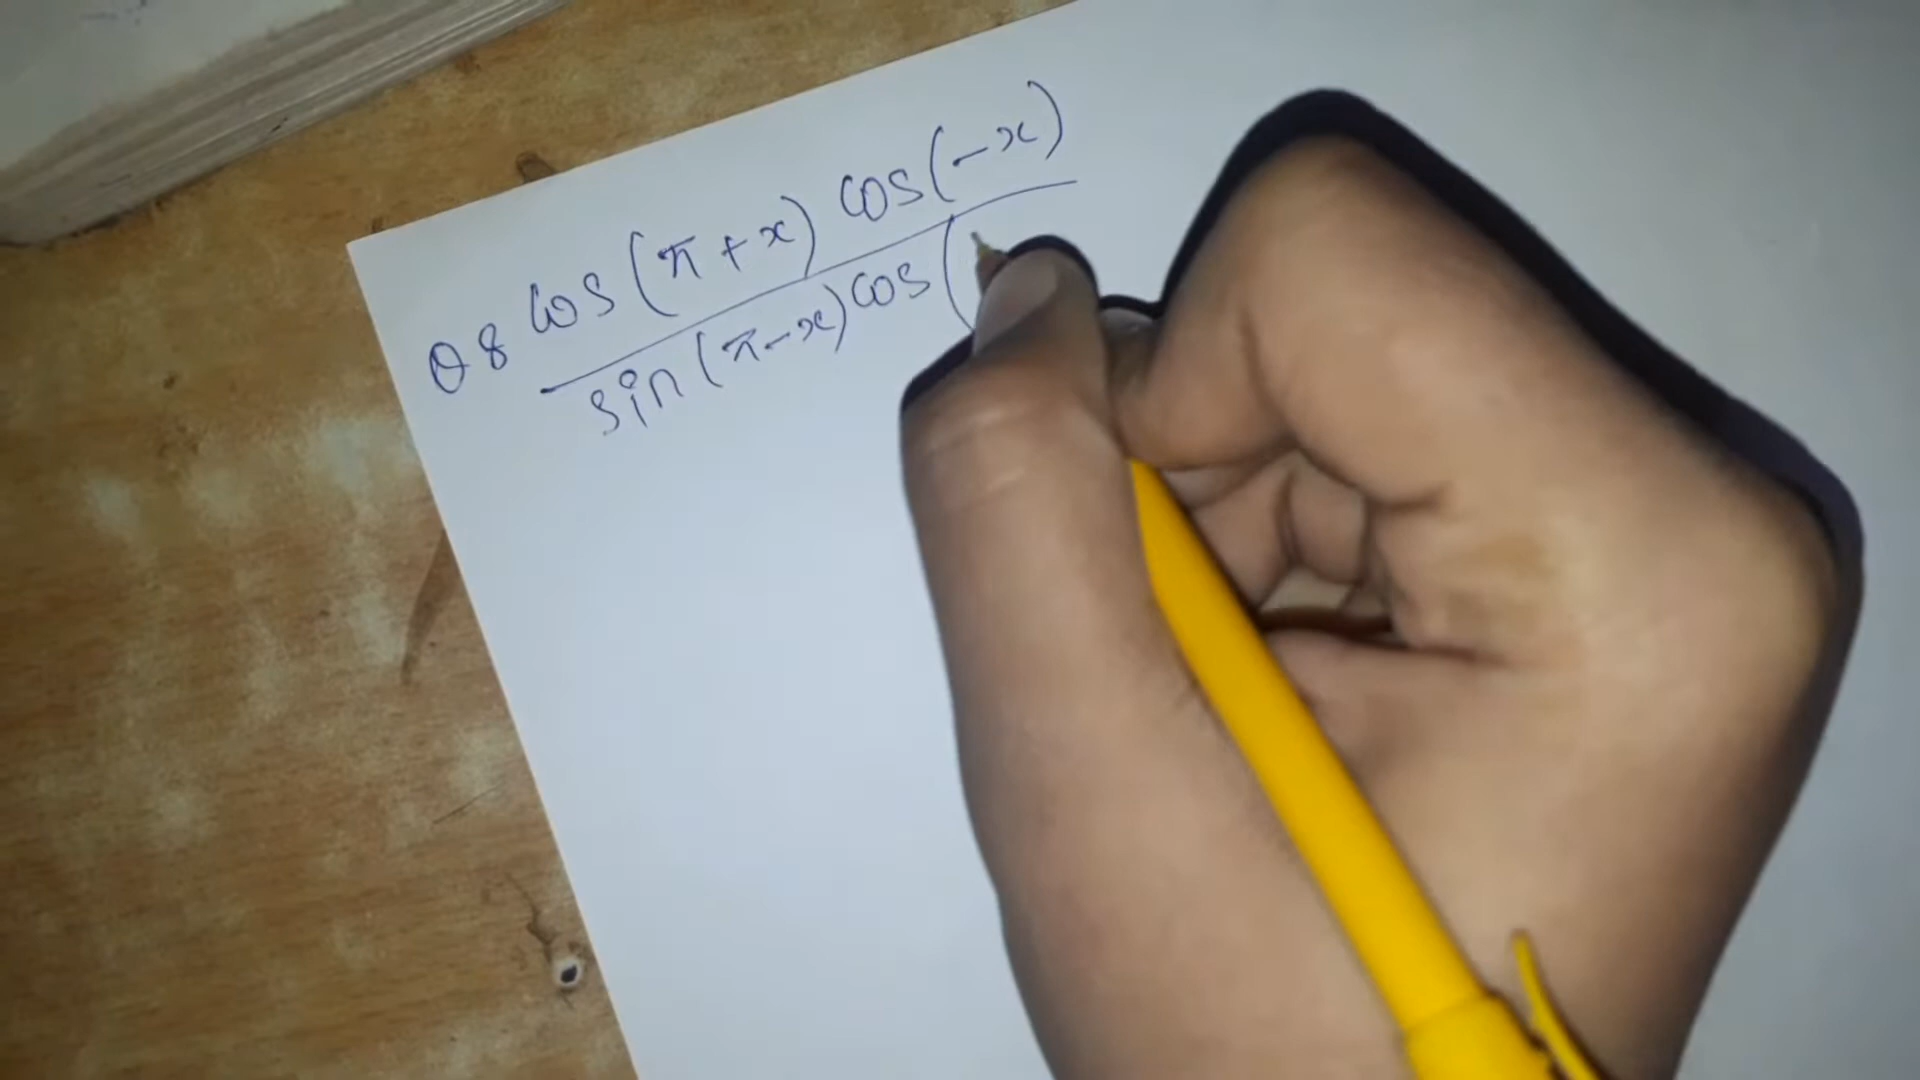 Q8 cos(π+x) cos(-x)
sin(π-x) cos(